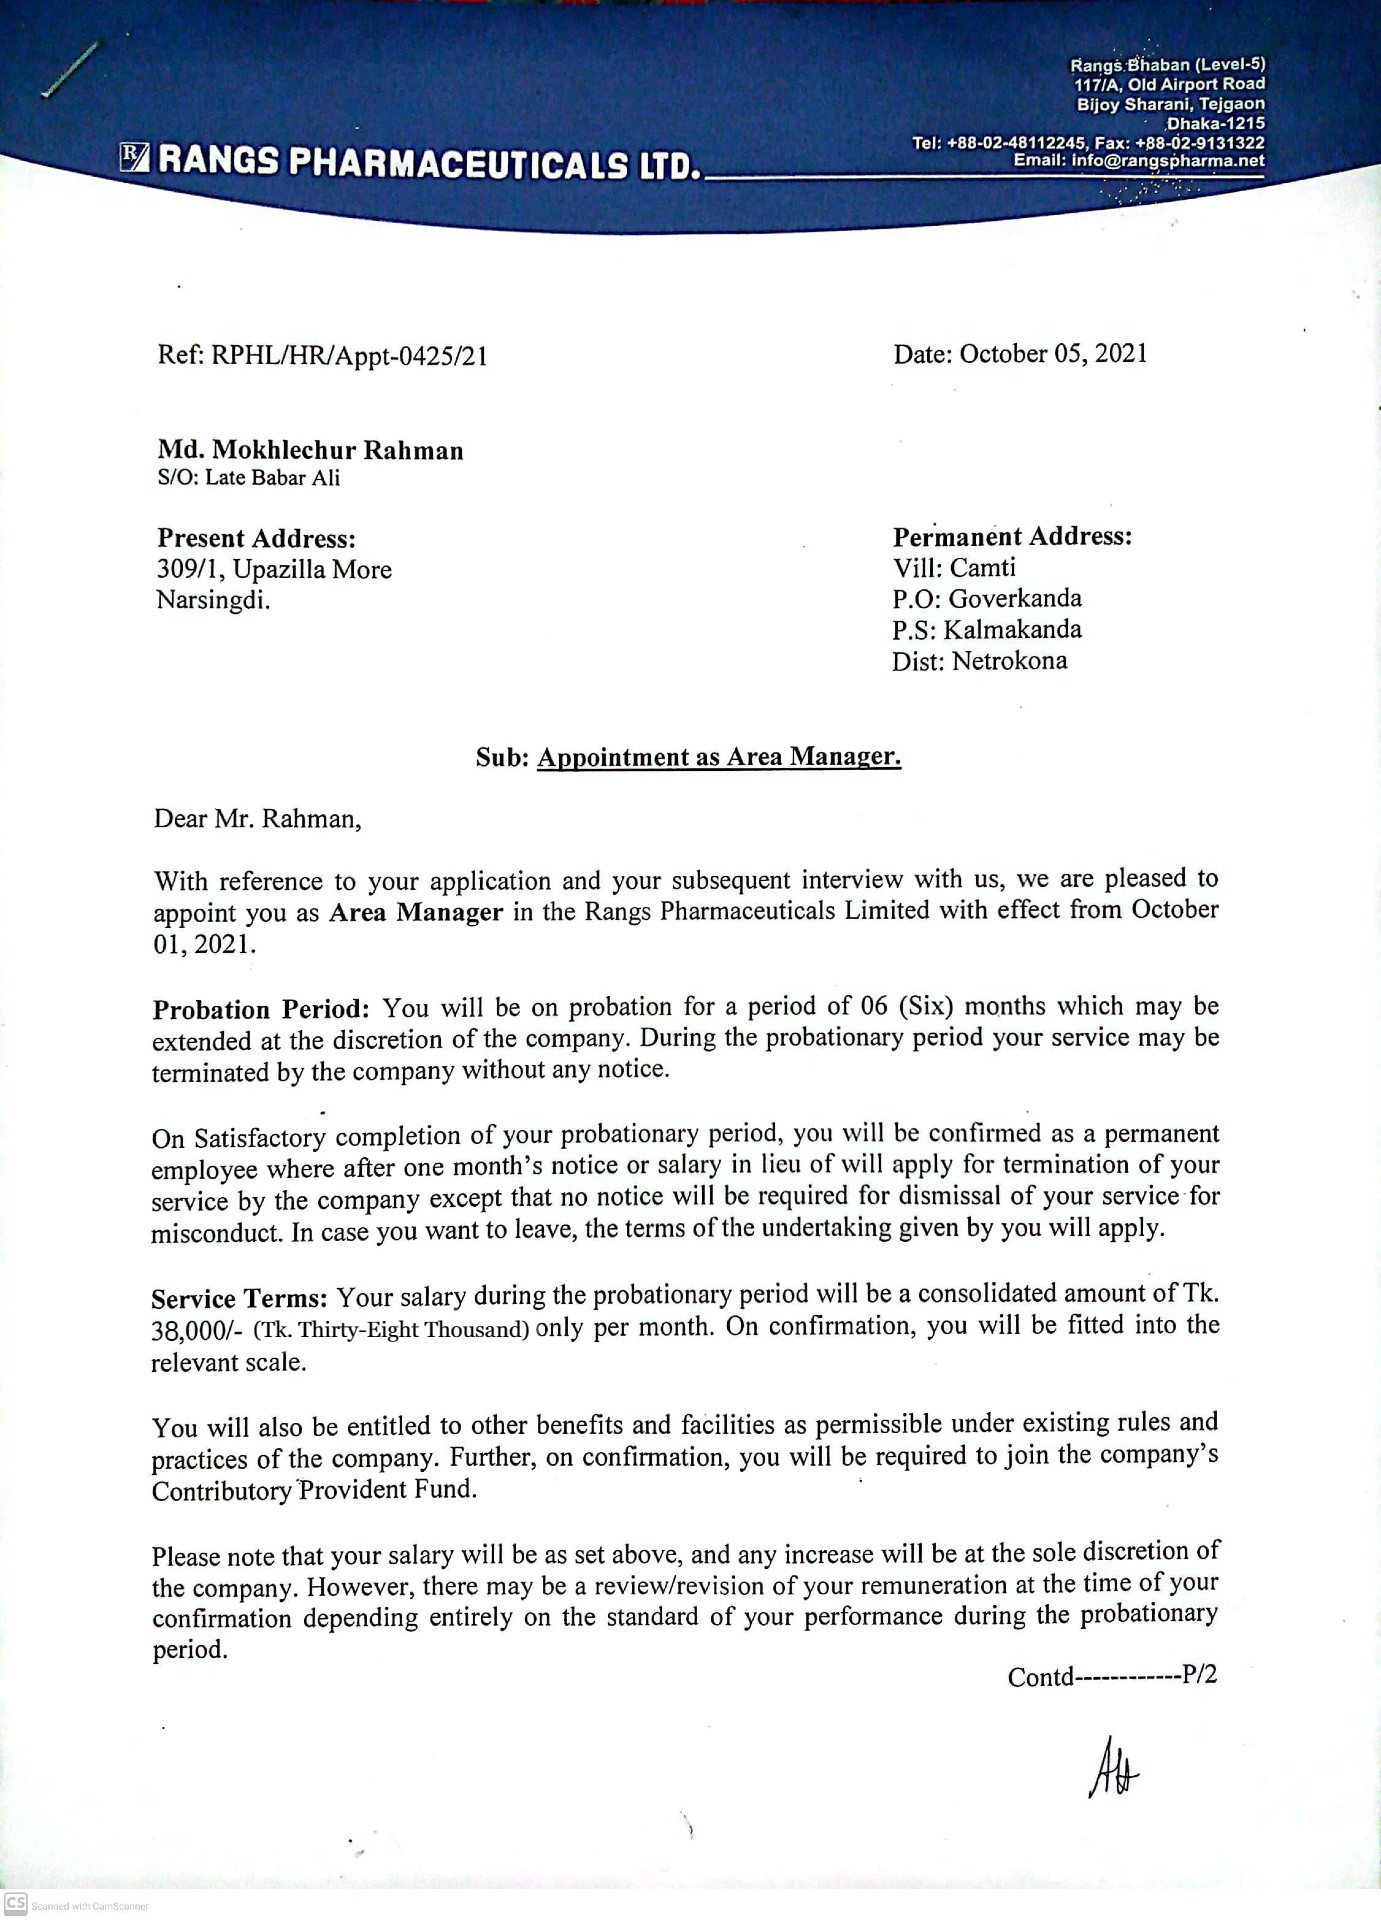 Rangs Bhaban (Level-5)
117/A, Old Airport Road
Bijoy Sharani, Tejgaon
Dhaka-1215
Tel: +88-02-48112245, Fax: +88-02-9131322
Email: info@rangspharma.net
RANGS PHARMACEUTICALS LTD.
Ref: RPHL/HR/Appt-0425/21
Date: October 05, 2021
Md. Mokhlechur Rahman
S/O: Late Babar Ali
Present Address:
309/1, Upazilla More
Narsingdi.
Permanent Address:
Vill: Camti
P.O: Goverkanda
P.S: Kalmakanda
Dist: Netrokona
Sub: Appointment as Area Manager.
Dear Mr. Rahman,
With reference to your application and your subsequent interview with us, we are pleased to
appoint you as Area Manager in the Rangs Pharmaceuticals Limited with effect from October
01, 2021.
Probation Period: You will be on probation for a period of 06 (Six) months which may be
extended at the discretion of the company. During the probationary period your service may be
terminated by the company without any notice.
On Satisfactory completion of your probationary period, you will be confirmed as a permanent
employee where after one month's notice or salary in lieu of will apply for termination of your
service by the company except that no notice will be required for dismissal of your service for
misconduct. In case you want to leave, the terms of the undertaking given by you will apply.
Service Terms: Your salary during the probationary period will be a consolidated amount of Tk.
38,000/- (Tk. Thirty-Eight Thousand) only per month. On confirmation, you will be fitted into the
relevant scale.
You will also be entitled to other benefits and facilities as permissible under existing rules and
practices of the company. Further, on confirmation, you will be required to join the company's
Contributory Provident Fund.
Please note that your salary will be as set above, and any increase will be at the sole discretion of
the company. However, there may be a review/revision of your remuneration at the time of your
confirmation depending entirely on the standard of your performance during the probationary
period.
Contd------------P/2
CS Scanned with CamScanner